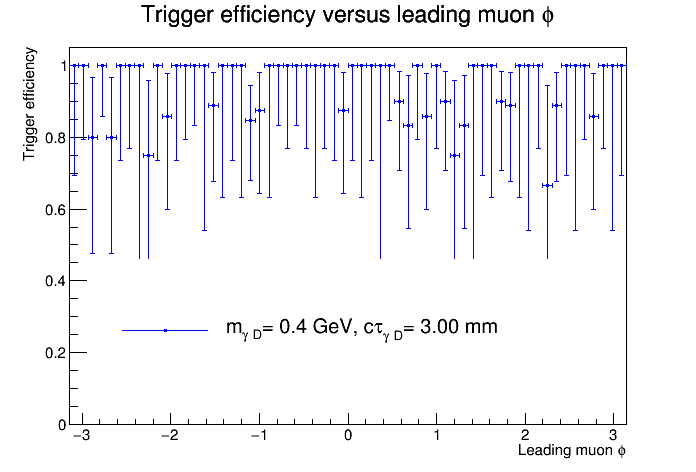 Trigger efficiency versus leading muon ϕ
Trigger efficiency
1
0.8
0.6
0.4
0.2
0
m_γ D= 0.4 GeV, cτ_γ D= 3.00 mm
−3 −2 −1 0 1 2 3
Leading muon ϕ